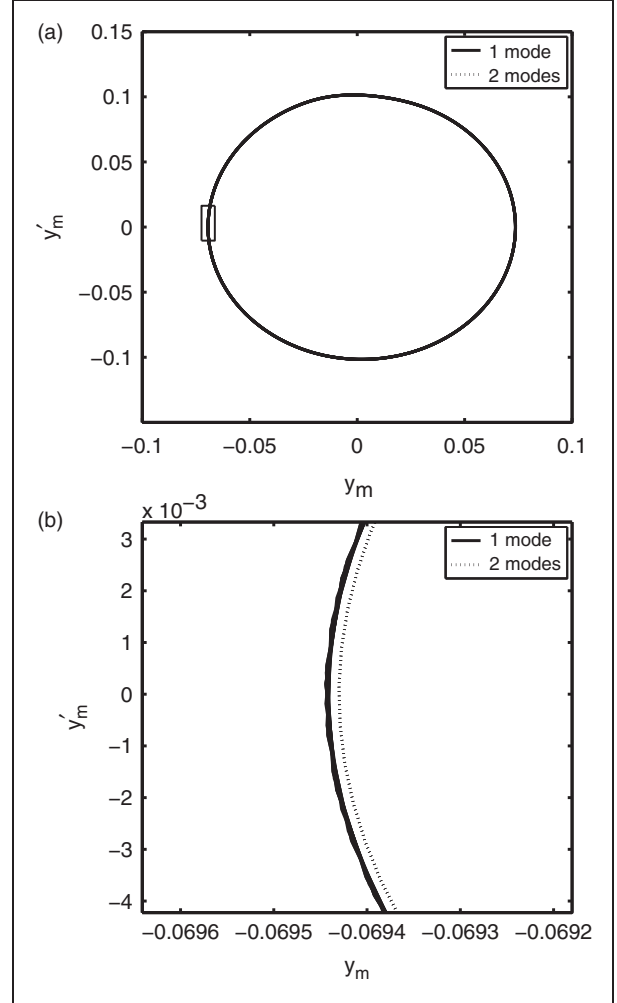 (a)
0.15
0.1
0.05
0
−0.05
−0.1
y′m
1 mode
2 modes
−0.1 −0.05 0 0.05 0.1
ym
(b)
x 10−3
3
2
1
0
−1
−2
−3
−4
y′m
1 mode
2 modes
−0.0696 −0.0695 −0.0694 −0.0693 −0.0692
ym